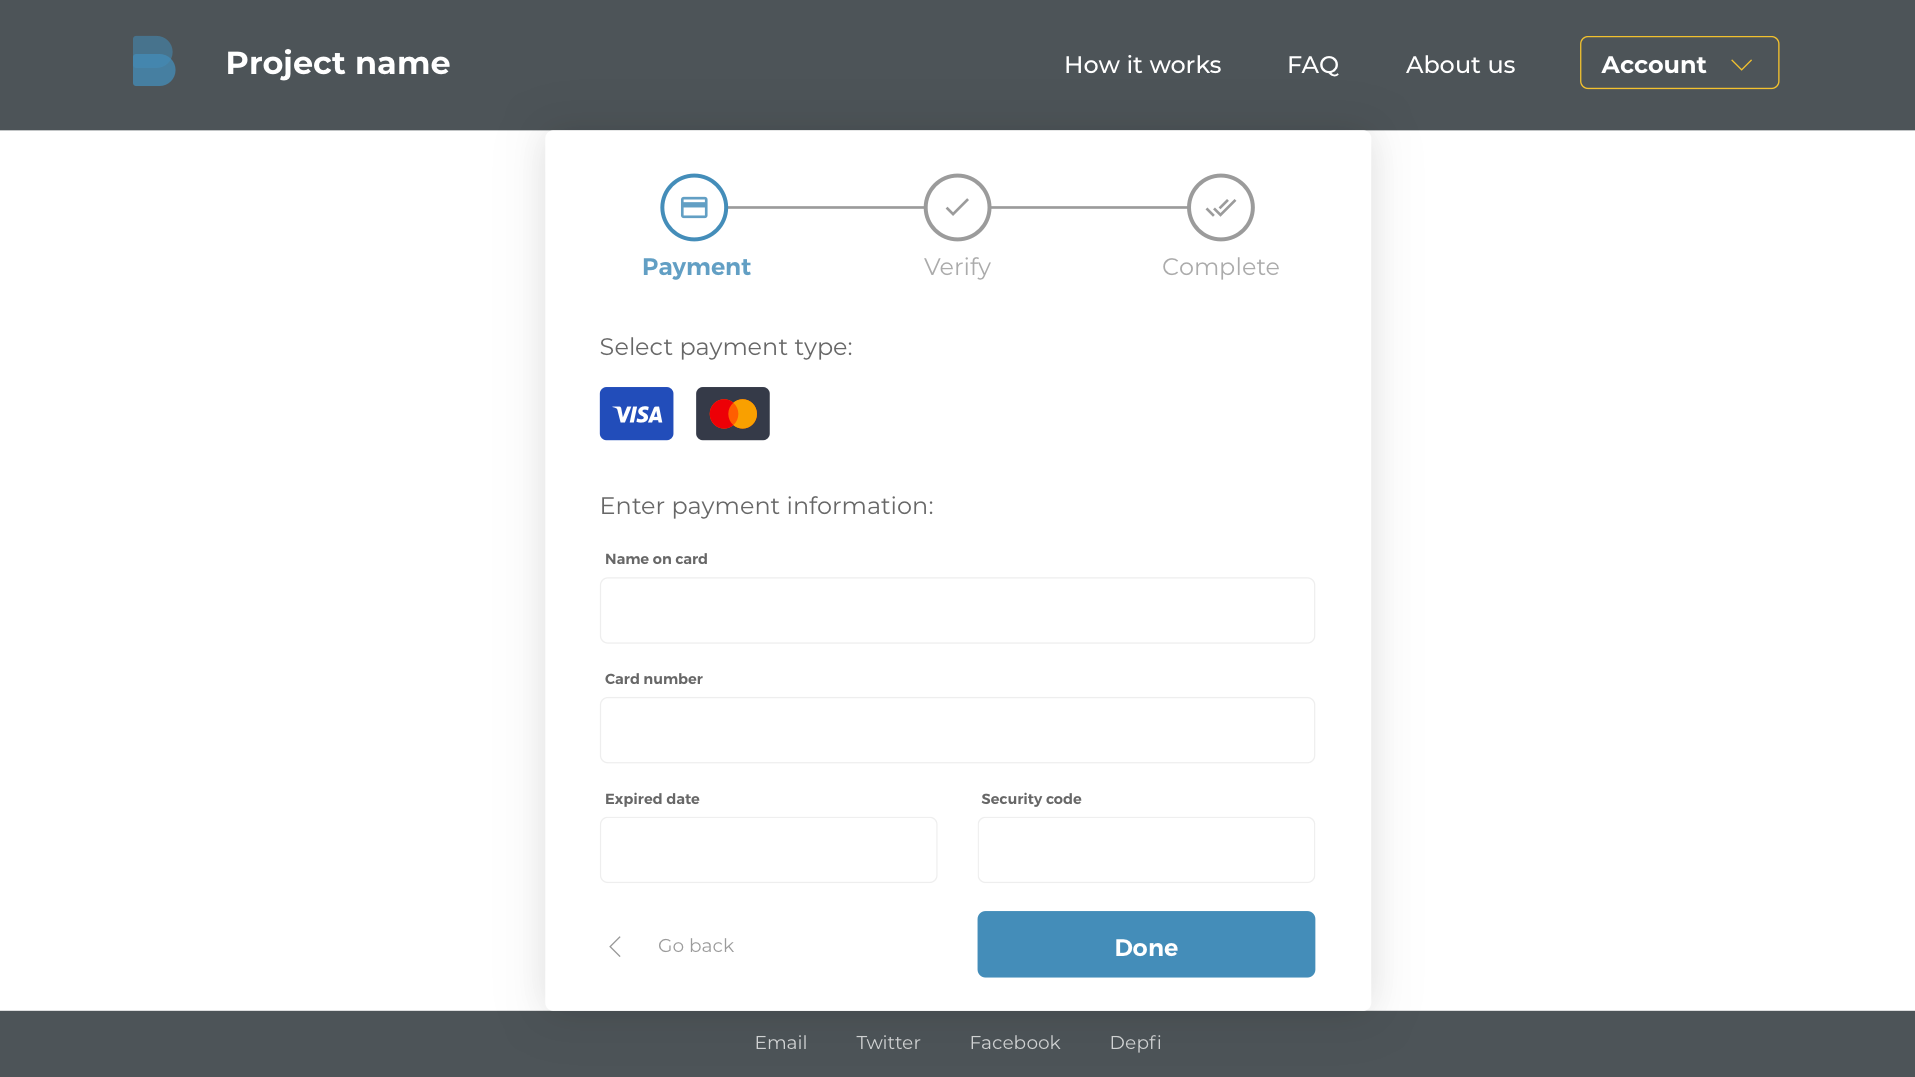 Project name
How it works
FAQ
About us
Account
Payment
Verify
Complete
Select payment type:
VISA
Enter payment information:
Name on card
Card number
Expired date
Security code
Go back
Done
Email
Twitter
Facebook
Depfi